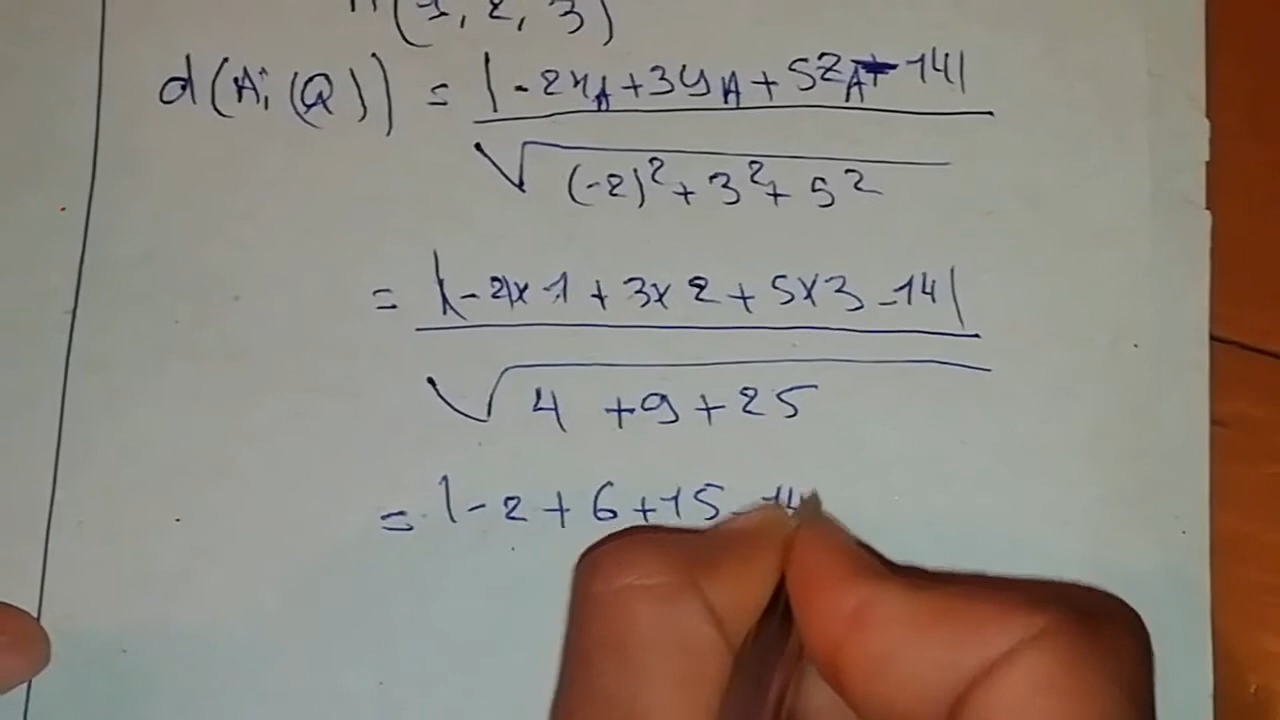 A(1, 2, 3)
d(A; (Q)) = |-2xA + 3yA + 5zA - 14|
√(-2)² + 3² + 5²
= |-2x1 + 3x2 + 5x3 - 14|
√4 + 9 + 25
= |-2 + 6 + 15 - 14